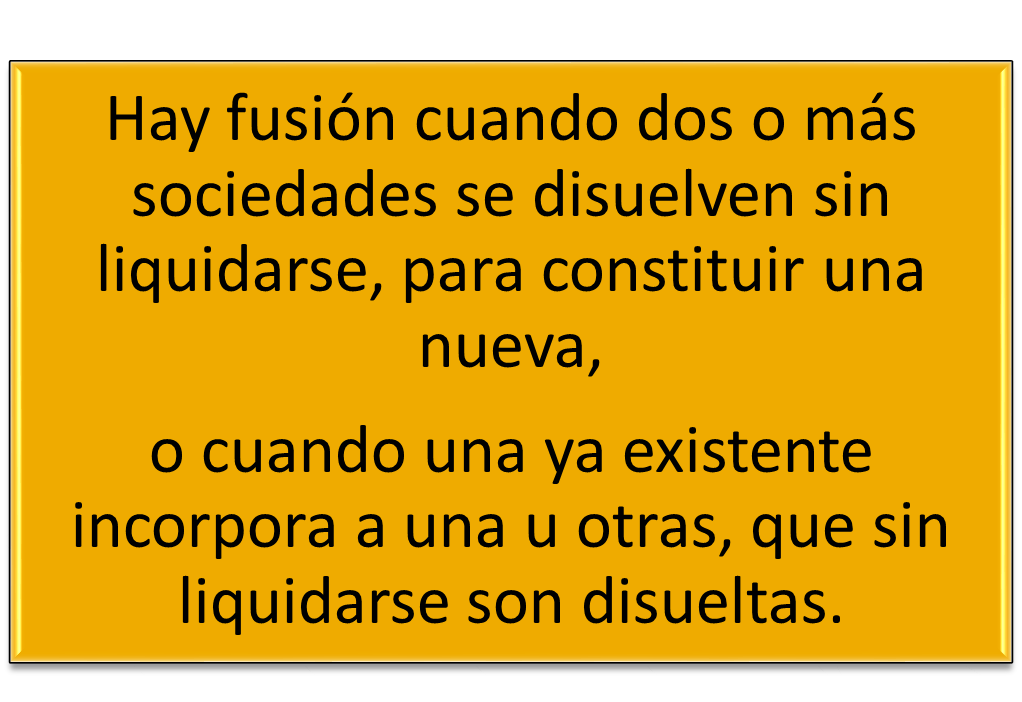 Hay fusión cuando dos o más
sociedades se disuelven sin
liquidarse, para constituir una
nueva,
o cuando una ya existente
incorpora a una u otras, que sin
liquidarse son disueltas.